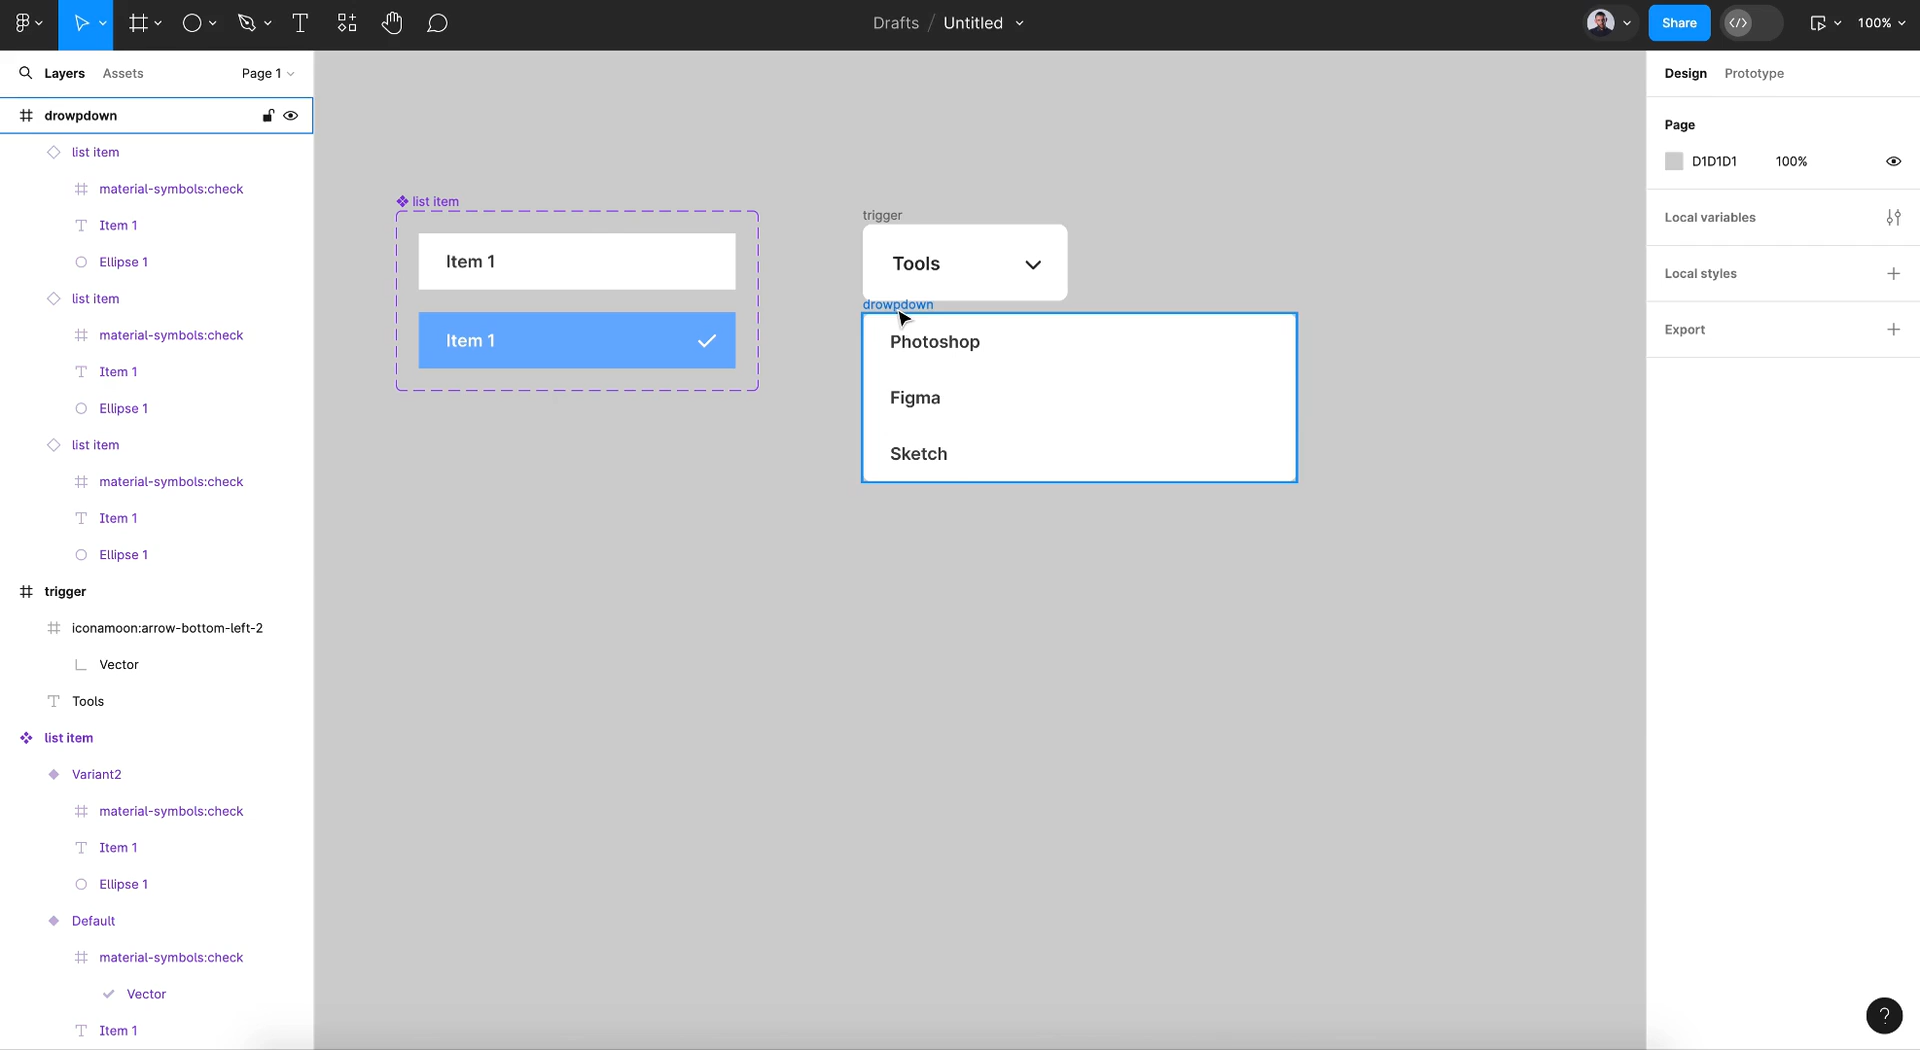 Drafts / Untitled
Share
</>
100%
Layers
Assets
Page 1
drowpdown
list item
material-symbols:check
Item 1
Ellipse 1
list item
material-symbols:check
Item 1
Ellipse 1
list item
material-symbols:check
Item 1
Ellipse 1
trigger
iconamoon:arrow-bottom-left-2
Vector
Tools
list item
Variant2
material-symbols:check
Item 1
Ellipse 1
Default
material-symbols:check
Vector
Item 1
list item
Item 1
Item 1
trigger
Tools
drowpdown
Photoshop
Figma
Sketch
Design
Prototype
Page
D1D1D1
100%
Local variables
Local styles
Export
?